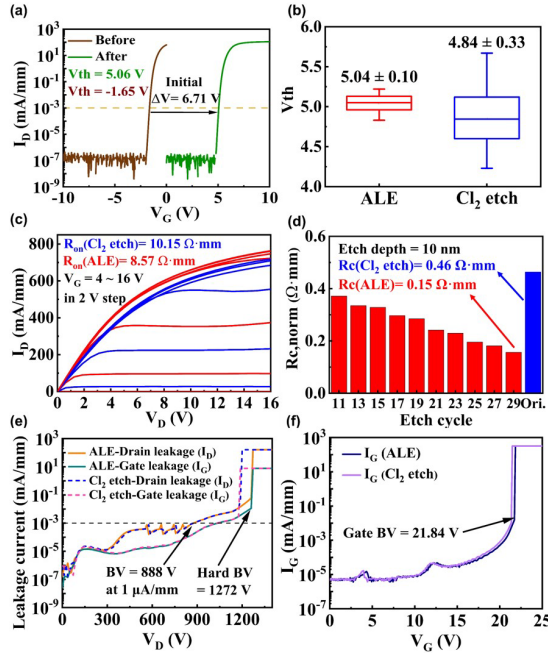 (a)
Before
After
Vth = 5.06 V
Vth = -1.65 V
Initial
ΔV= 6.71 V
10³
10¹
10⁻¹
10⁻³
10⁻⁵
10⁻⁷
10⁻⁹
I_D (mA/mm)
-10 -5 0 5 10
V_G (V)
(b)
4.84 ± 0.33
5.04 ± 0.10
6.0
5.5
5.0
4.5
4.0
Vth
ALE Cl₂ etch
(c)
R_on(Cl₂ etch)= 10.15 Ω·mm
R_on(ALE)= 8.57 Ω·mm
V_G = 4 ~ 16 V
in 2 V step
800
600
400
200
0
I_D (mA/mm)
0 2 4 6 8 10 12 14 16
V_D (V)
(d)
Etch depth = 10 nm
Rc(Cl₂ etch)= 0.46 Ω·mm
Rc(ALE)= 0.15 Ω·mm
0.6
0.4
0.2
0.0
Rc,norm (Ω·mm)
11 13 15 17 19 21 23 25 27 29 Ori.
Etch cycle
(e)
ALE-Drain leakage (I_D)
ALE-Gate leakage (I_G)
Cl₂ etch-Drain leakage (I_D)
Cl₂ etch-Gate leakage (I_G)
BV = 888 V
at 1 μA/mm
Hard BV
= 1272 V
10³
10¹
10⁻¹
10⁻³
10⁻⁵
10⁻⁷
10⁻⁹
Leakage current (mA/mm)
0 300 600 900 1200
V_D (V)
(f)
I_G (ALE)
I_G (Cl₂ etch)
Gate BV = 21.84 V
10³
10¹
10⁻¹
10⁻³
10⁻⁵
10⁻⁷
I_G (mA/mm)
0 5 10 15 20 25
V_G (V)